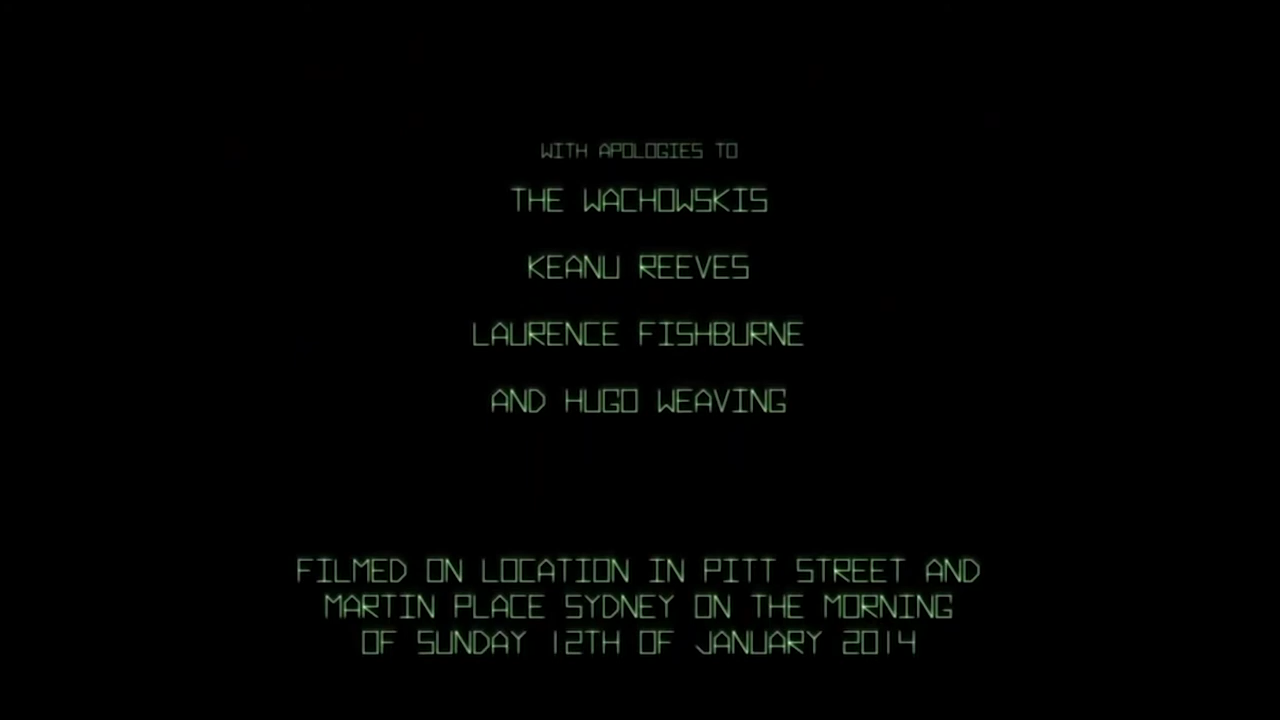 WITH APOLOGIES TO
THE WACHOWSKIS
KEANU REEVES
LAURENCE FISHBURNE
AND HUGO WEAVING
FILMED ON LOCATION IN PITT STREET AND
MARTIN PLACE SYDNEY ON THE MORNING
OF SUNDAY 12TH OF JANUARY 2014